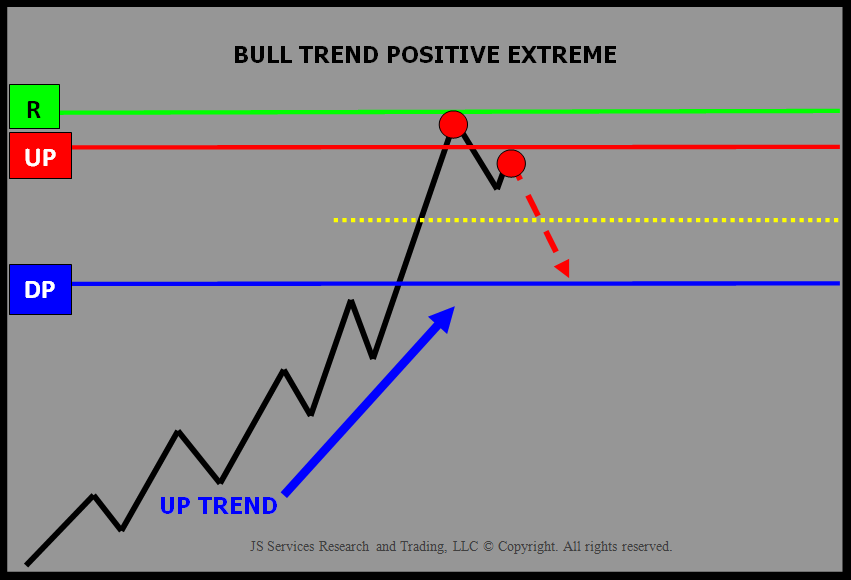 BULL TREND POSITIVE EXTREME
R
UP
DP
UP TREND
JS Services Research and Trading, LLC © Copyright. All rights reserved.